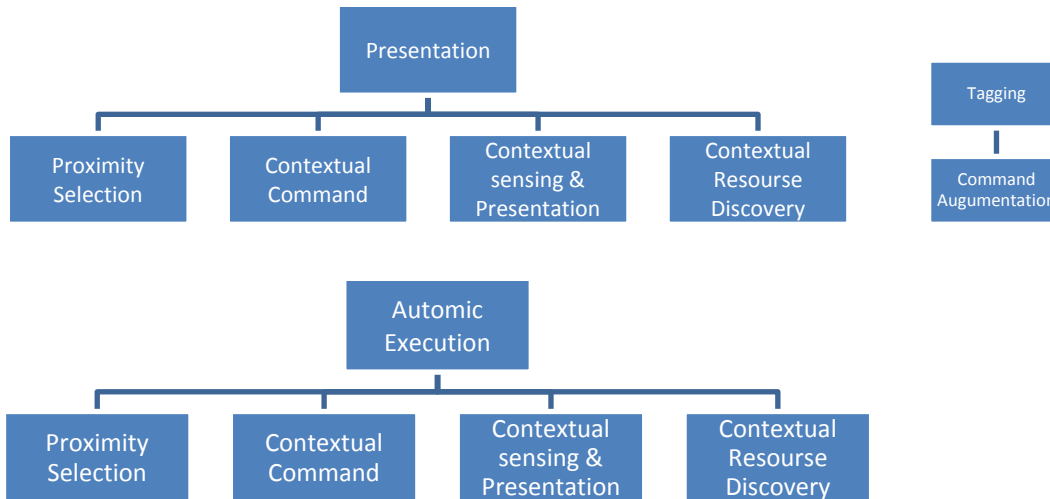 Presentation
Tagging
Proximity
Selection
Contextual
Command
Contextual
sensing &
Presentation
Contextual
Resourse
Discovery
Command
Augumentation
Automic
Execution
Proximity
Selection
Contextual
Command
Contextual
sensing &
Presentation
Contextual
Resourse
Discovery